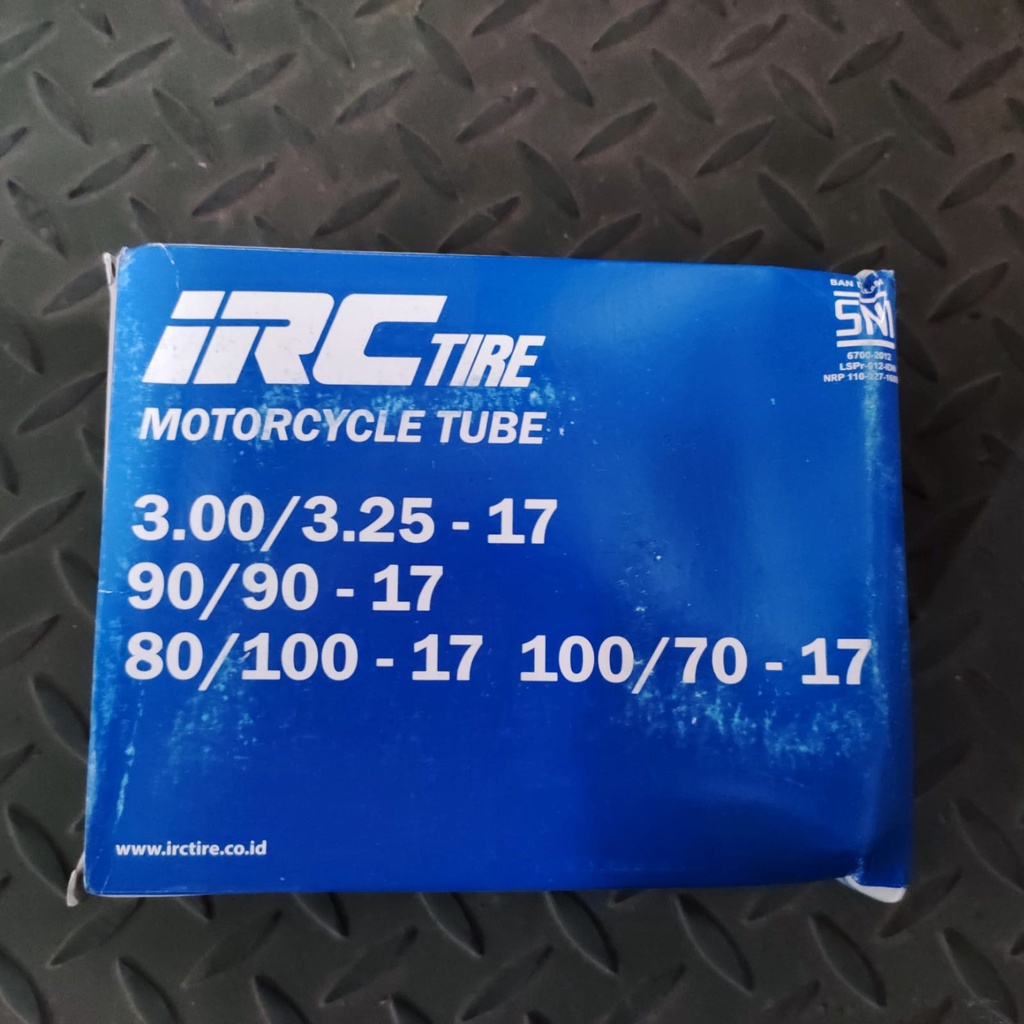 IRC TIRE
MOTORCYCLE TUBE
3.00/3.25 - 17
90/90 - 17
80/100 - 17 100/70 - 17
www.irctire.co.id
BAN
SNI
6700-2012